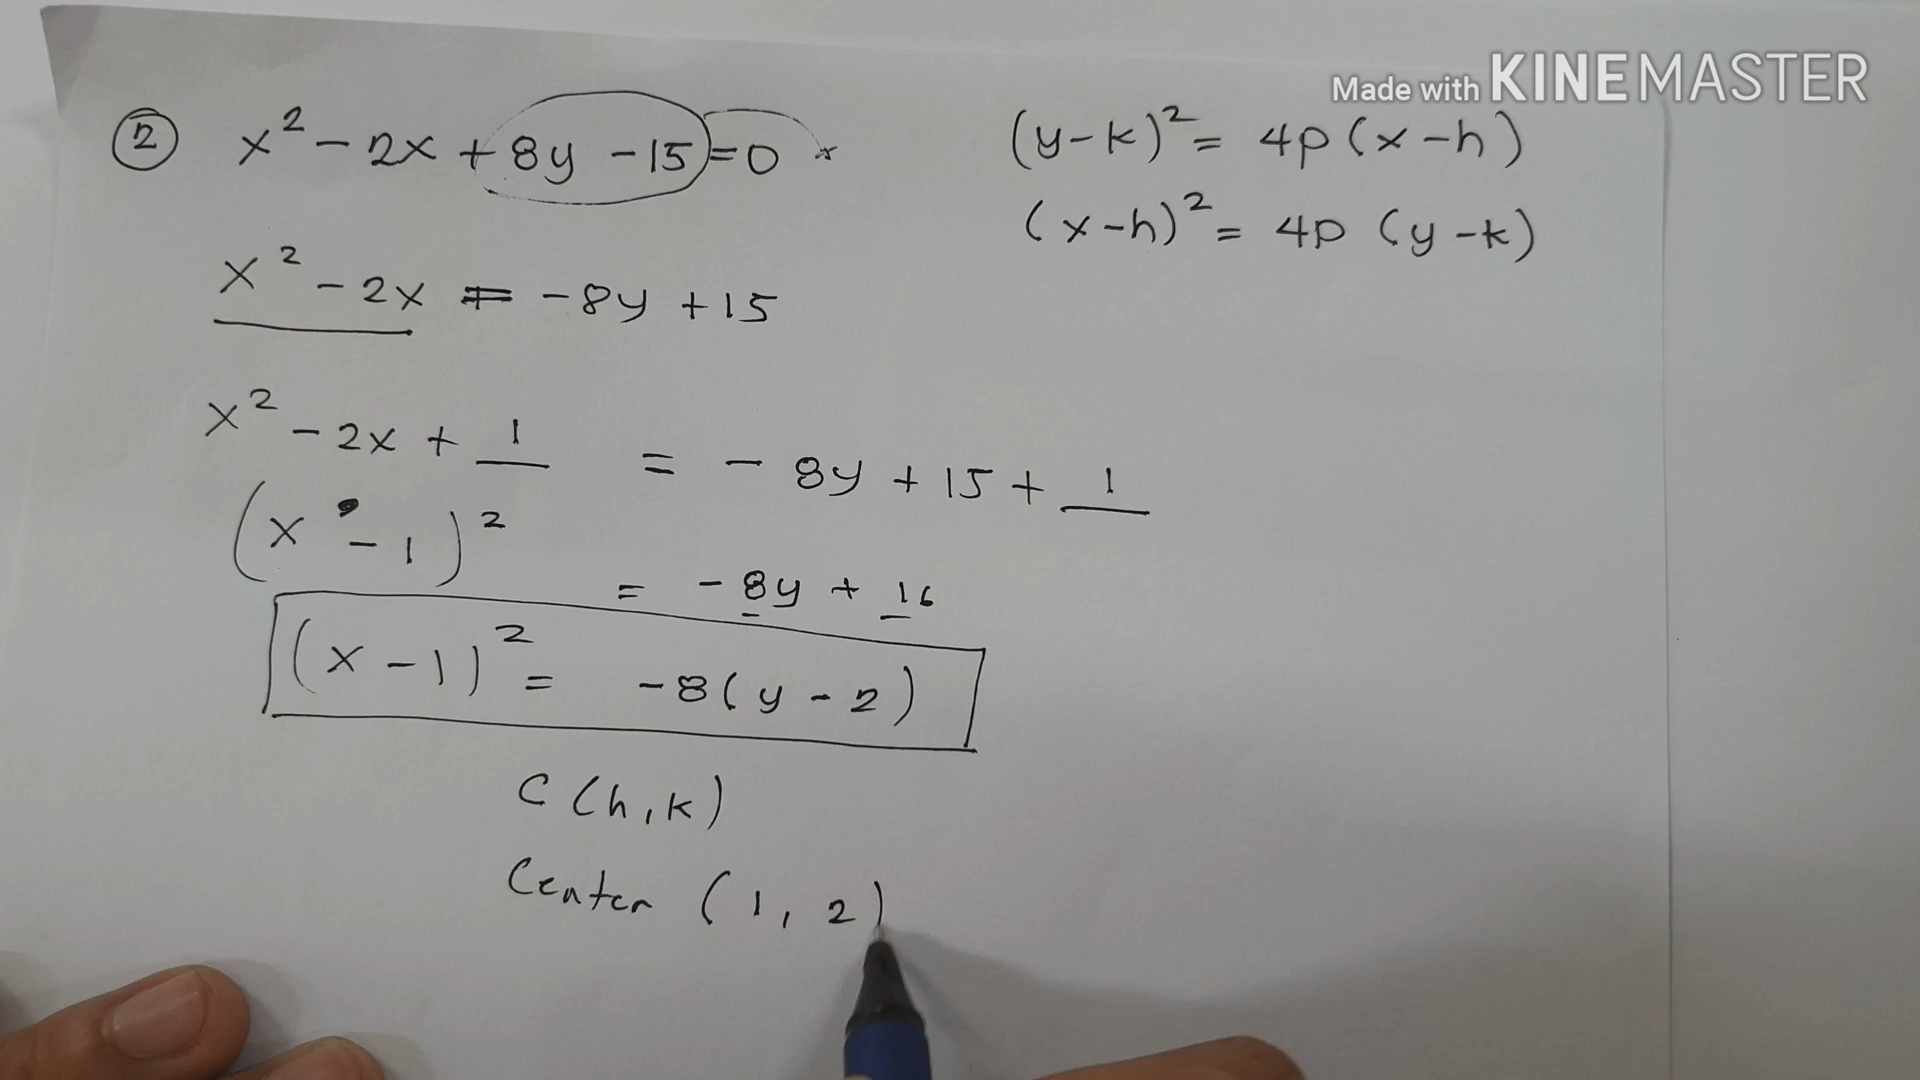 Made with KINEMASTER
② x² - 2x + 8y - 15 = 0
(y-k)² = 4p (x-h)
(x-h)² = 4p (y-k)
x² - 2x = -8y + 15
x² - 2x + 1 = - 8y + 15 + 1
(x - 1)² = - 8y + 16
(x - 1)² = -8(y - 2)
C (h, k)
Center (1, 2)